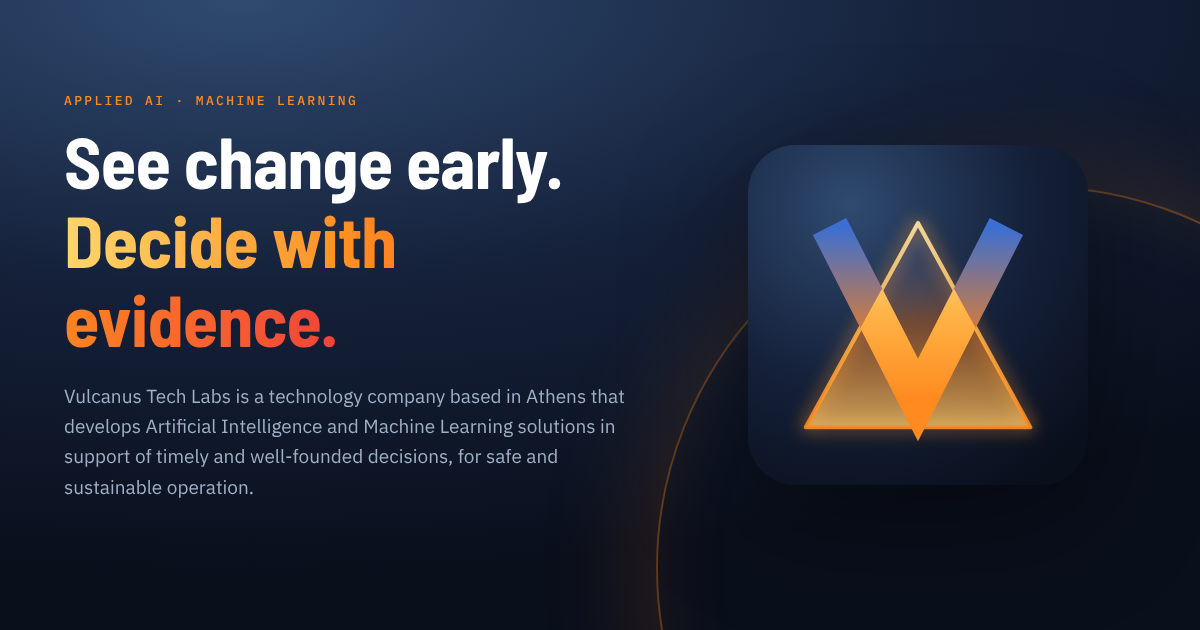 APPLIED AI · MACHINE LEARNING
See change early.
Decide with
evidence.
Vulcanus Tech Labs is a technology company based in Athens that
develops Artificial Intelligence and Machine Learning solutions in
support of timely and well-founded decisions, for safe and
sustainable operation.